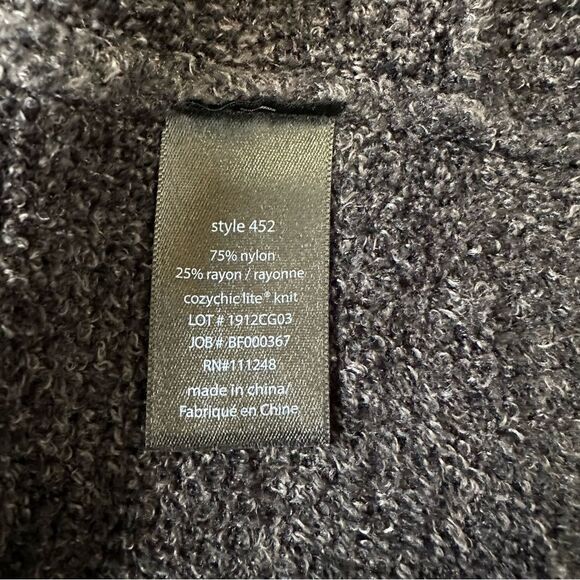 style 452
75% nylon
25% rayon / rayonne
cozychic lite® knit
LOT # 1912CG03
JOB# BF000367
RN#111248
made in china/
Fabriqué en Chine